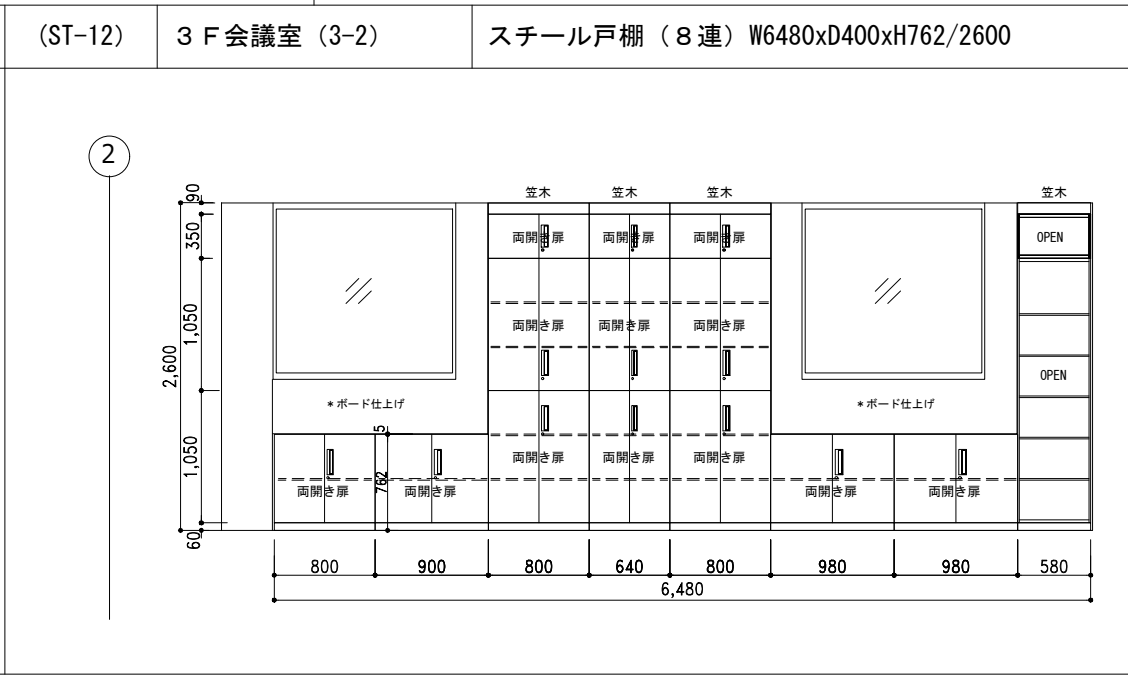 (ST-12) ３Ｆ会議室（3-2） スチール戸棚（８連）W6480xD400xH762/2600
2
笠木 笠木 笠木 笠木
90
350
両開き扉 両開き扉 両開き扉 OPEN
1,050
両開き扉 両開き扉 両開き扉
2,600
OPEN
*ボード仕上げ *ボード仕上げ
5
1,050
両開き扉 両開き扉 両開き扉
762
両開き扉 両開き扉 両開き扉 両開き扉
60
800 900 800 640 800 980 980 580
6,480